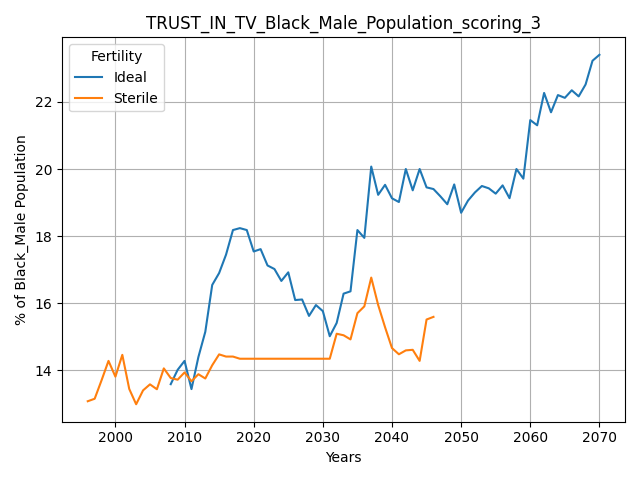 TRUST_IN_TV_Black_Male_Population_scoring_3
Fertility
Ideal
Sterile
% of Black_Male Population
22
20
18
16
14
2000 2010 2020 2030 2040 2050 2060 2070
Years